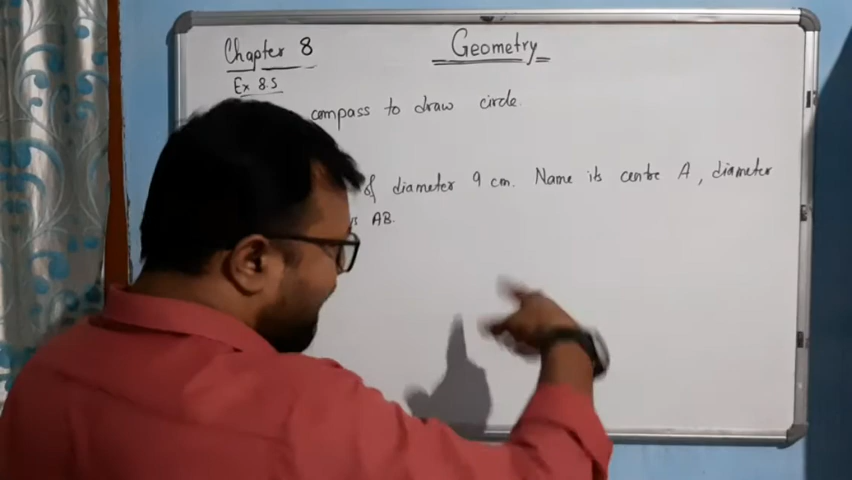 Chapter 8
Geometry
Ex 8.5
compass to draw circle.
of diameter 9 cm. Name its centre A, diameter
AB.